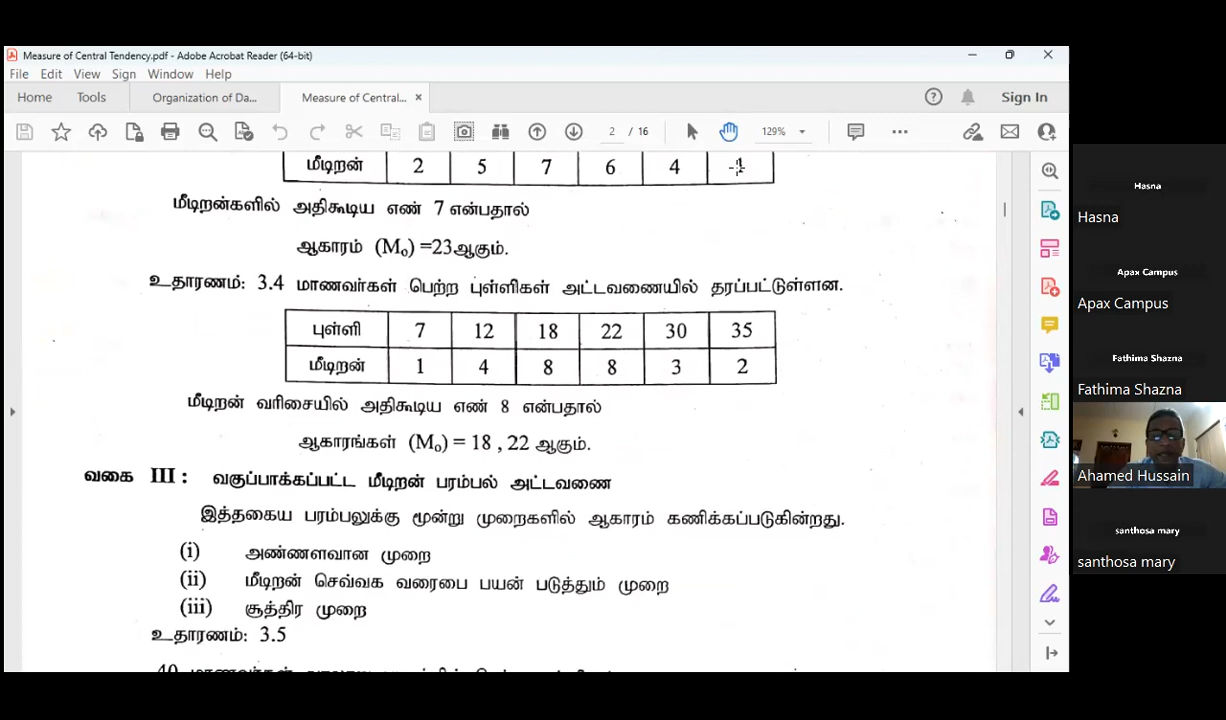 Measure of Central Tendency.pdf - Adobe Acrobat Reader (64-bit)
File Edit View Sign Window Help
Home Tools Organization of Da... Measure of Central... × Sign In
2 / 16 129%
மீடிறன் 2 5 7 6 4
மீடிறன்களில் அதிகூடிய எண் 7 என்பதால்
ஆகாரம் (Mo) =23ஆகும்.
உதாரணம்: 3.4 மாணவர்கள் பெற்ற புள்ளிகள் அட்டவணையில் தரப்பட்டுள்ளன.
புள்ளி 7 12 18 22 30 35
மீடிறன் 1 4 8 8 3 2
மீடிறன் வரிசையில் அதிகூடிய எண் 8 என்பதால்
ஆகாரங்கள் (Mo) = 18 , 22 ஆகும்.
வகை III : வகுப்பாக்கப்பட்ட மீடிறன் பரம்பல் அட்டவணை
இத்தகைய பரம்பலுக்கு மூன்று முறைகளில் ஆகாரம் கணிக்கப்படுகின்றது.
(i) அண்ணளவான முறை
(ii) மீடிறன் செவ்வக வரைபை பயன் படுத்தும் முறை
(iii) சூத்திர முறை
உதாரணம்: 3.5
40 மாணவர்கள்
Hasna
Hasna
Apax Campus
Apax Campus
Fathima Shazna
Fathima Shazna
Ahamed Hussain
santhosa mary
santhosa mary